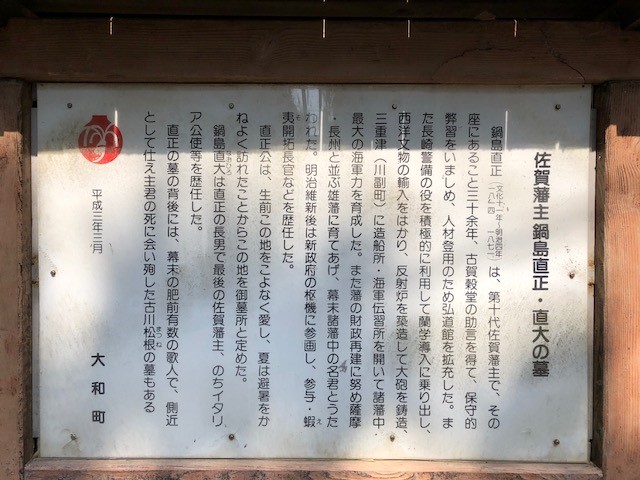 佐賀藩主 鍋島直正・直大の墓
鍋島直正(文化十一年~明治四年 一八一四 一八七一)は、第十代佐賀藩主で、その
座にあること三十余年、古賀穀堂の助言を得て、保守的
弊習をいましめ、人材登用のため弘道館を拡充した。ま
た長崎警備の役を積極的に利用して蘭学導入に乗り出し、
西洋文物の輸入をはかり、反射炉を築造して大砲を鋳造、
三重津(川副町)に造船所・海軍伝習所を開いて諸藩中
最大の海軍力を育成した。また藩の財政再建に努め薩摩
・長州と並ぶ雄藩に育てあげ、幕末諸藩中の名君とうた
われた。明治維新後は新政府の枢機に参画し、参与・蝦
夷開拓長官などを歴任した。
直正公は、生前この地をこよなく愛し、夏は避暑をか
ねよく訪れたことからこの地を御墓所と定めた。
鍋島直大は直正の長男で最後の佐賀藩主、のちイタリ
ア公使等を歴任した。
直正の墓の背後には、幕末の肥前有数の歌人で、側近
として仕え主君の死に会い殉した古川松根の墓もある
平成三年三月
大和町